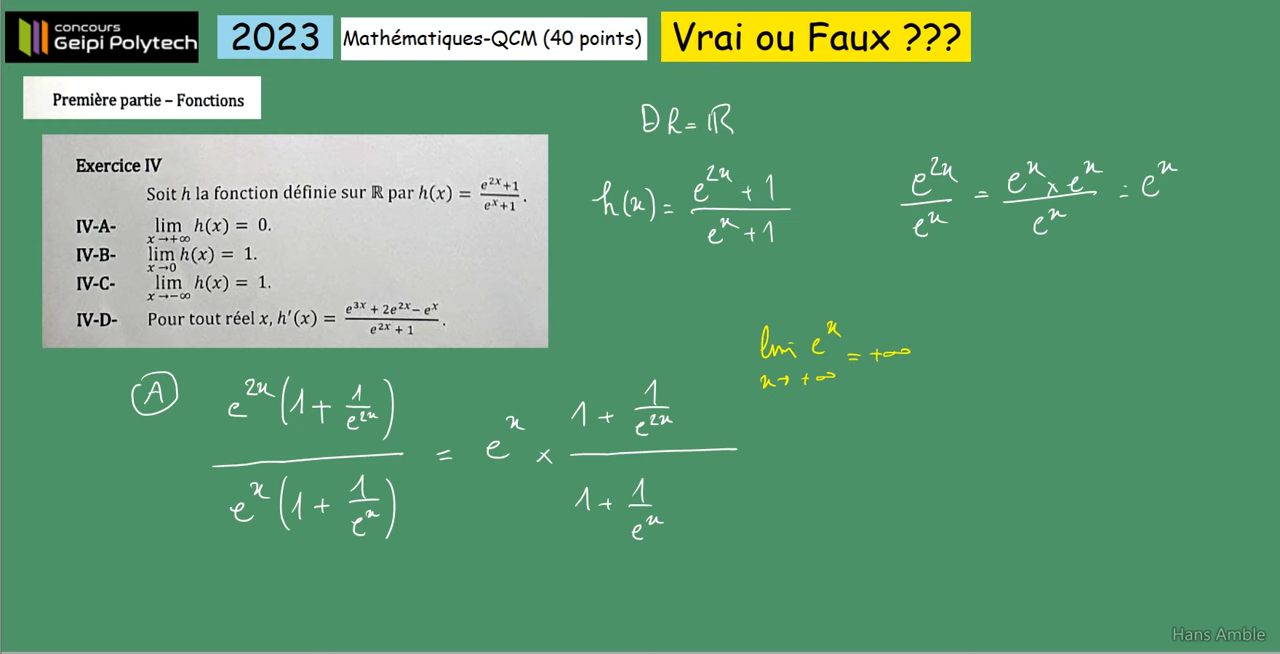 concours
Geipi Polytech
2023
Mathématiques-QCM (40 points)
Vrai ou Faux ???
Première partie – Fonctions
Exercice IV
Soit h la fonction définie sur ℝ par h(x) = (e^{2x}+1)/(e^x+1).
IV-A- lim_{x→+∞} h(x) = 0.
IV-B- lim_{x→0} h(x) = 1.
IV-C- lim_{x→−∞} h(x) = 1.
IV-D- Pour tout réel x, h'(x) = (e^{3x} + 2e^{2x} − e^x)/(e^{2x} + 1).
Dh = ℝ
h(x) = (e^{2x} + 1)/(e^x + 1)
e^{2x}/e^x = (e^x × e^x)/e^x = e^x
lim_{x→+∞} e^x = +∞
A
e^{2x}(1 + 1/e^{2x}) / e^x(1 + 1/e^x) = e^x × (1 + 1/e^{2x})/(1 + 1/e^x)
Hans Amble